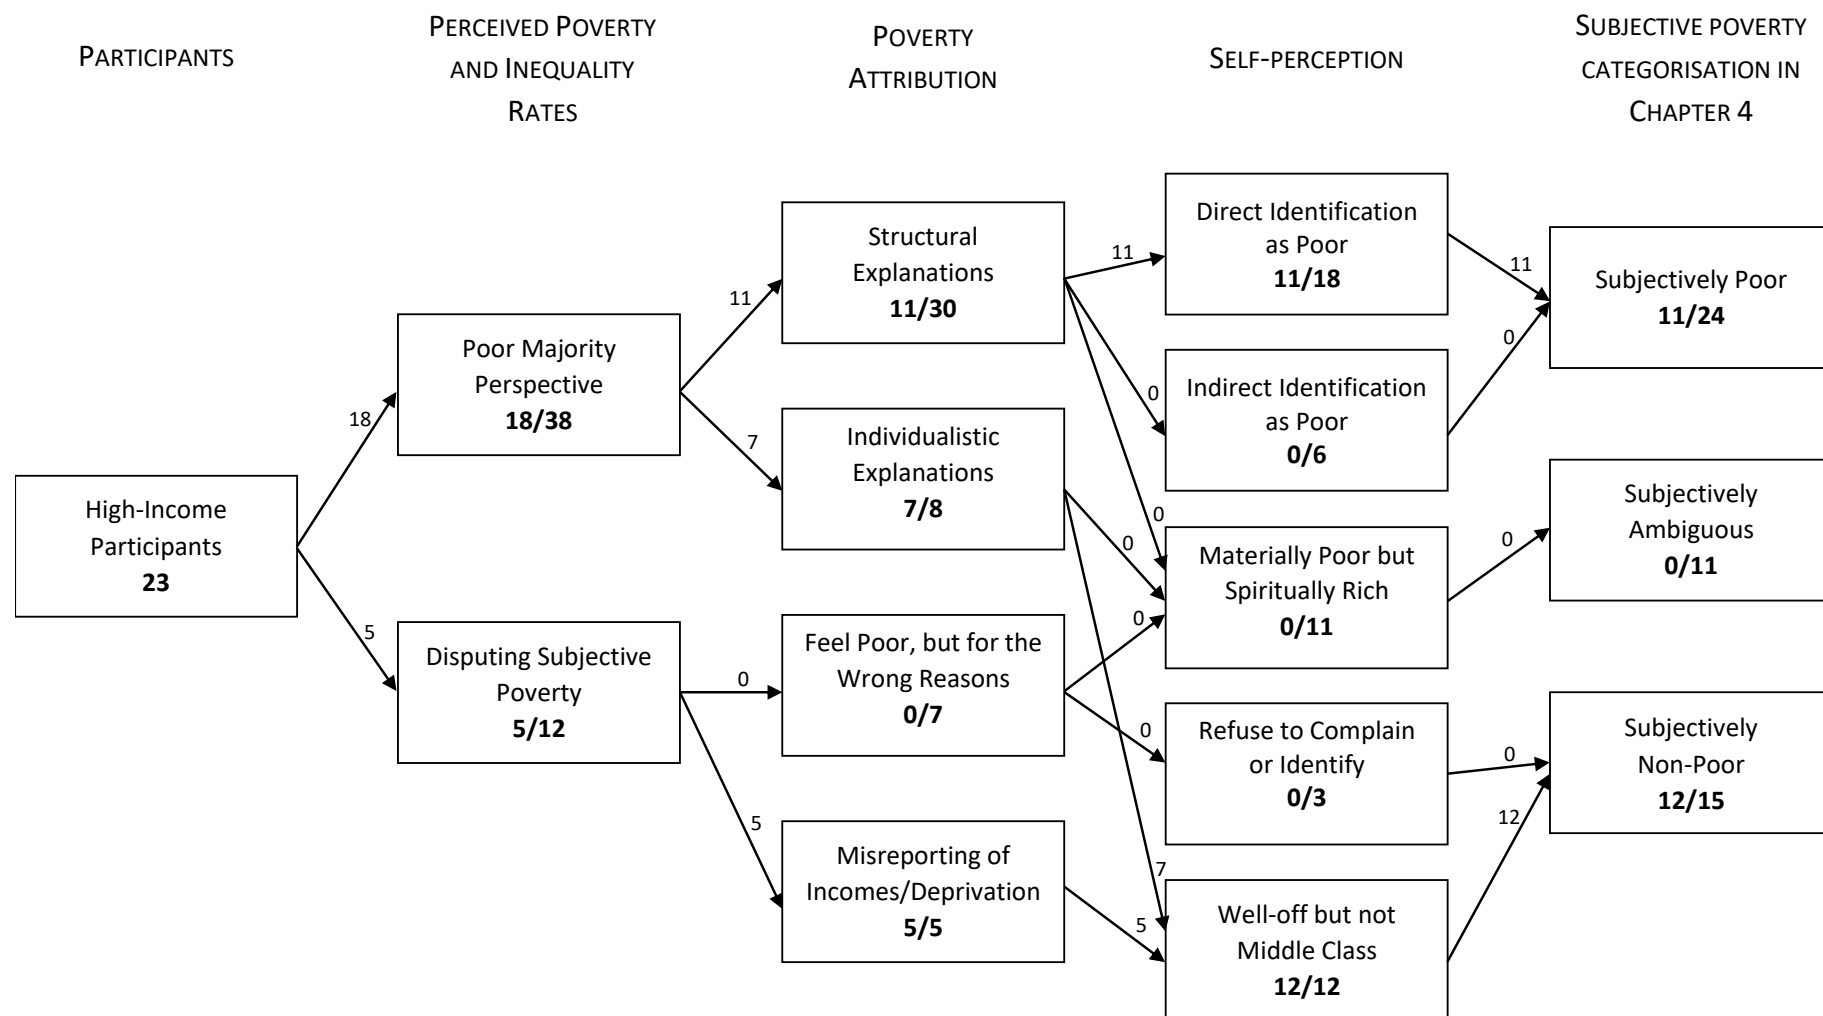 PARTICIPANTS
PERCEIVED POVERTY
AND INEQUALITY
RATES
POVERTY
ATTRIBUTION
SELF-PERCEPTION
SUBJECTIVE POVERTY
CATEGORISATION IN
CHAPTER 4
High-Income
Participants
23
18
5
Poor Majority
Perspective
18/38
Disputing Subjective
Poverty
5/12
11
7
0
5
Structural
Explanations
11/30
Individualistic
Explanations
7/8
Feel Poor, but for the
Wrong Reasons
0/7
Misreporting of
Incomes/Deprivation
5/5
11
0
0
0
0
0
7
5
Direct Identification
as Poor
11/18
Indirect Identification
as Poor
0/6
Materially Poor but
Spiritually Rich
0/11
Refuse to Complain
or Identify
0/3
Well-off but not
Middle Class
12/12
11
0
0
0
12
Subjectively Poor
11/24
Subjectively
Ambiguous
0/11
Subjectively
Non-Poor
12/15